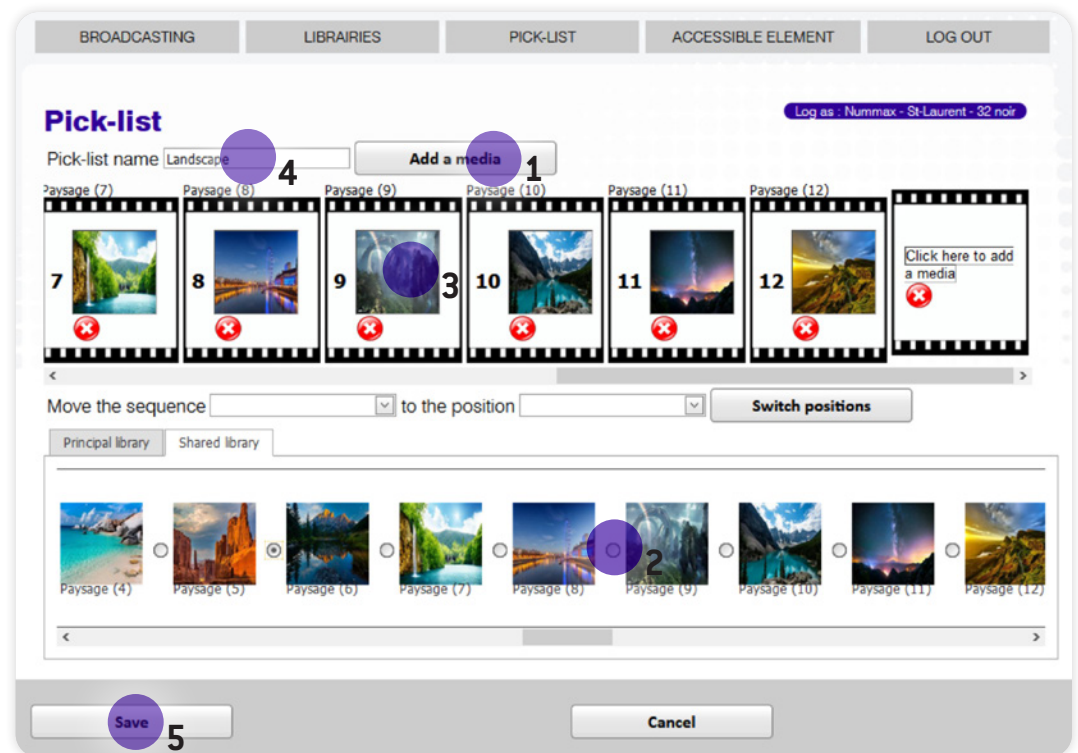 BROADCASTING LIBRAIRIES PICK-LIST ACCESSIBLE ELEMENT LOG OUT
Pick-list
Log as : Nummax - St-Laurent - 32 noir
Pick-list name Landscape 4 Add a media 1
Paysage (7) Paysage (8) Paysage (9) Paysage (10) Paysage (11) Paysage (12)
7 8 9 3 10 11 12
Click here to add
a media
Move the sequence to the position Switch positions
Principal library Shared library
2
Paysage (4) Paysage (5) Paysage (6) Paysage (7) Paysage (8) Paysage (9) Paysage (10) Paysage (11) Paysage (12)
Save 5 Cancel